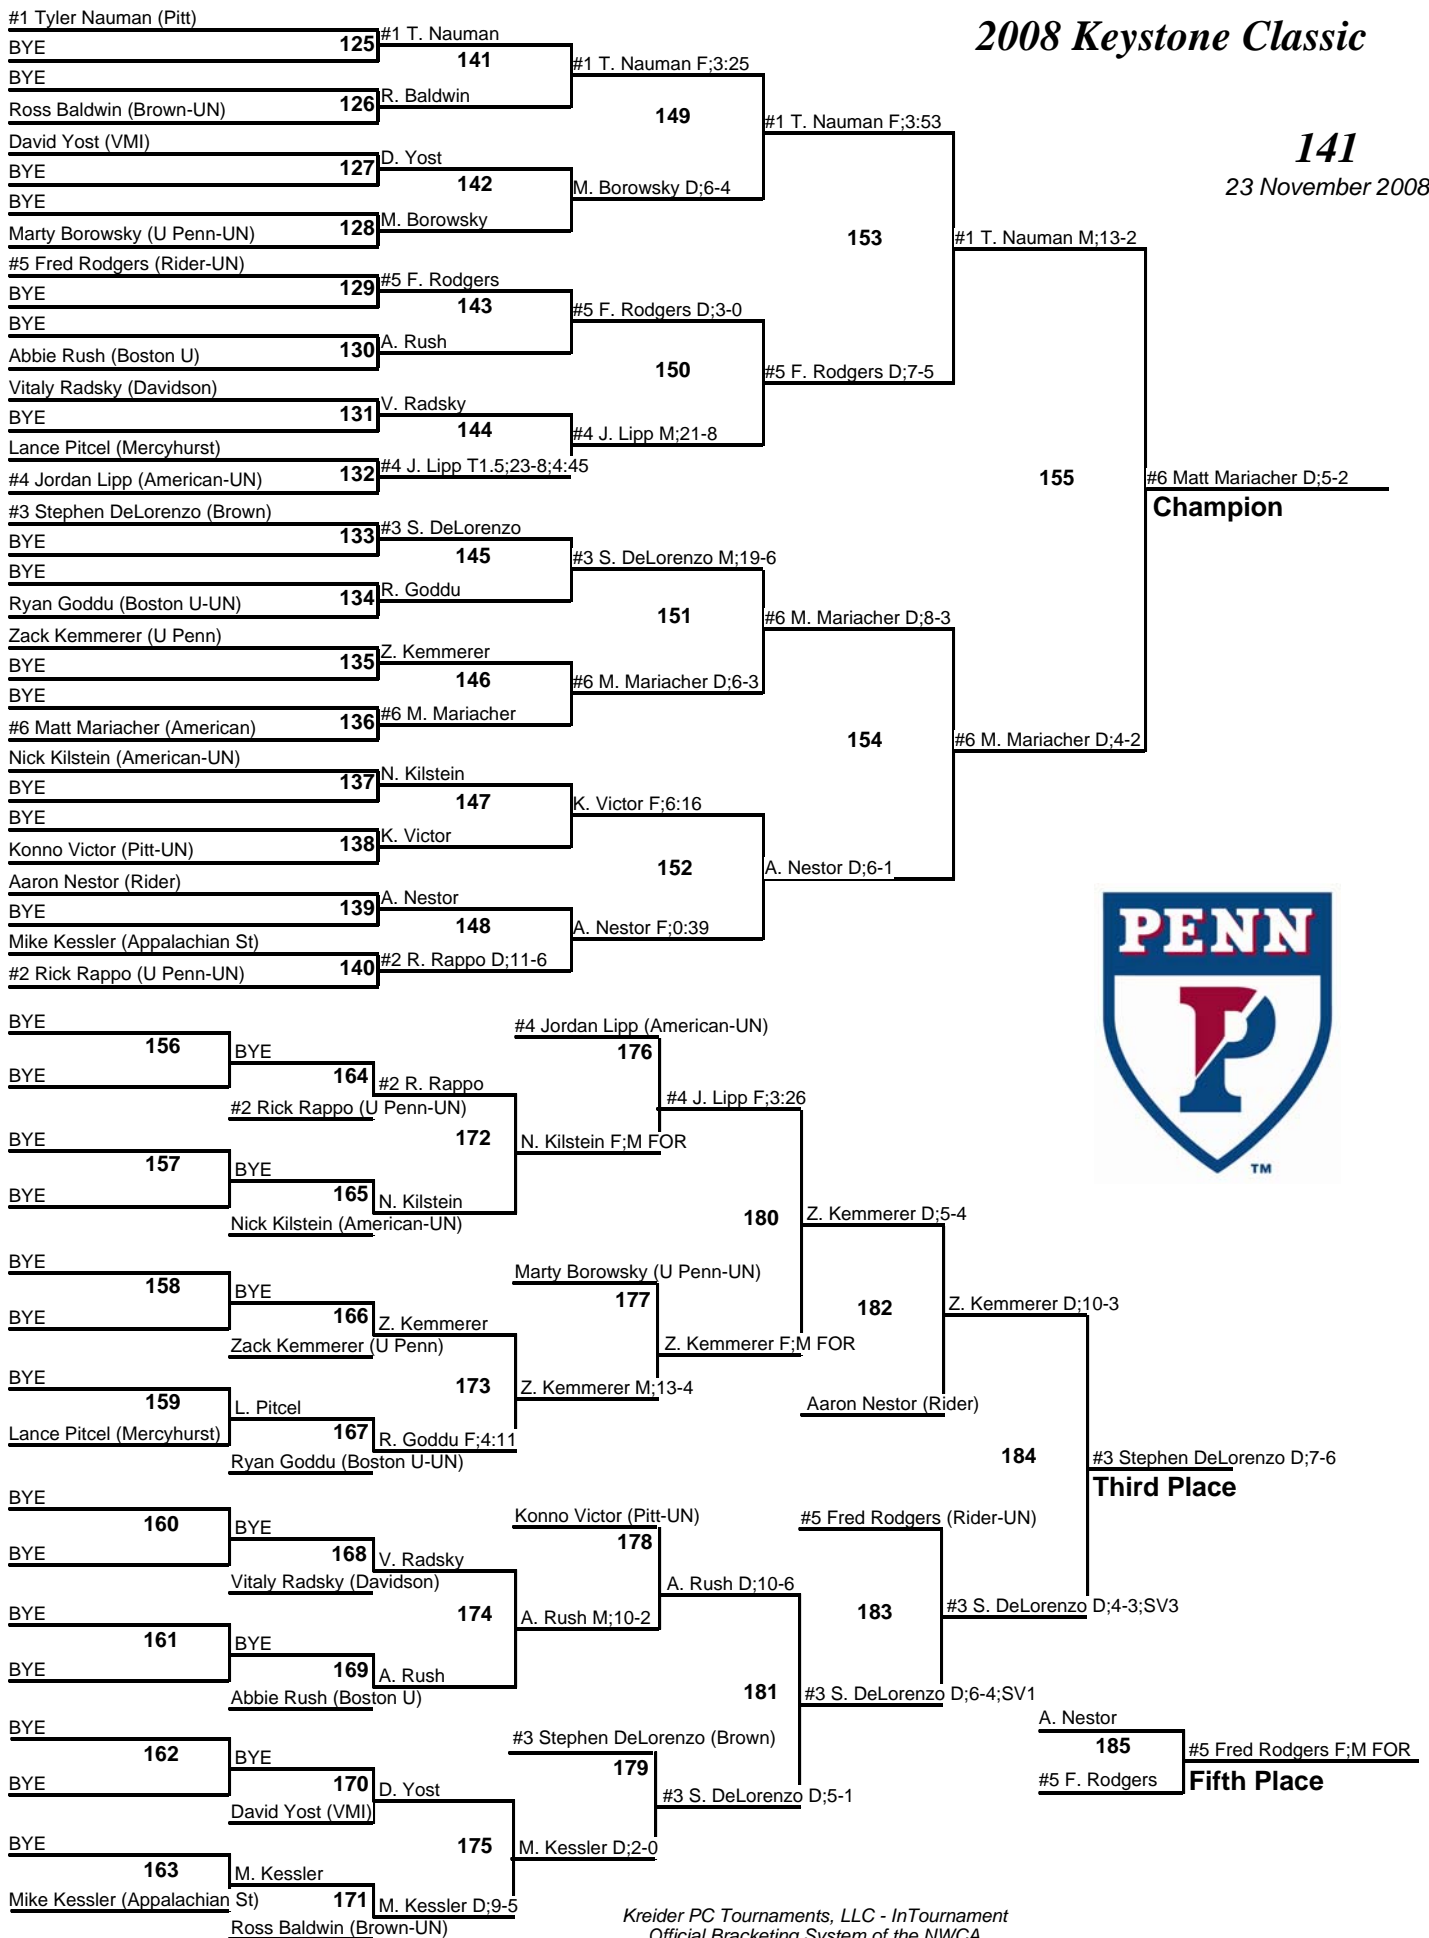 2008 Keystone Classic
141
23 November 2008
#1 Tyler Nauman (Pitt)
BYE
125
#1 T. Nauman
141
BYE
Ross Baldwin (Brown-UN)
126
R. Baldwin
#1 T. Nauman F;3:25
149
David Yost (VMI)
BYE
127
D. Yost
142
BYE
Marty Borowsky (U Penn-UN)
128
M. Borowsky
M. Borowsky D;6-4
#1 T. Nauman F;3:53
153
#5 Fred Rodgers (Rider-UN)
BYE
129
#5 F. Rodgers
143
BYE
Abbie Rush (Boston U)
130
A. Rush
#5 F. Rodgers D;3-0
150
Vitaly Radsky (Davidson)
BYE
131
V. Radsky
144
Lance Pitcel (Mercyhurst)
#4 Jordan Lipp (American-UN)
132
#4 J. Lipp T1.5;23-8;4:45
#4 J. Lipp M;21-8
#5 F. Rodgers D;7-5
#1 T. Nauman M;13-2
155
#6 Matt Mariacher D;5-2
Champion
#3 Stephen DeLorenzo (Brown)
BYE
133
#3 S. DeLorenzo
145
BYE
Ryan Goddu (Boston U-UN)
134
R. Goddu
#3 S. DeLorenzo M;19-6
151
Zack Kemmerer (U Penn)
BYE
135
Z. Kemmerer
146
BYE
#6 Matt Mariacher (American)
136
#6 M. Mariacher
#6 M. Mariacher D;6-3
#6 M. Mariacher D;8-3
154
#6 M. Mariacher D;4-2
Nick Kilstein (American-UN)
BYE
137
N. Kilstein
147
BYE
Konno Victor (Pitt-UN)
138
K. Victor
K. Victor F;6:16
152
Aaron Nestor (Rider)
BYE
139
A. Nestor
148
Mike Kessler (Appalachian St)
#2 Rick Rappo (U Penn-UN)
140
#2 R. Rappo D;11-6
A. Nestor F;0:39
A. Nestor D;6-1
PENN
P
TM
BYE
156
BYE
BYE
164
#2 Rick Rappo (U Penn-UN)
#2 R. Rappo
172
BYE
157
BYE
BYE
165
Nick Kilstein (American-UN)
N. Kilstein
#4 Jordan Lipp (American-UN)
176
N. Kilstein F;M FOR
#4 J. Lipp F;3:26
180
BYE
158
BYE
BYE
166
Zack Kemmerer (U Penn)
Z. Kemmerer
173
BYE
159
Lance Pitcel (Mercyhurst)
L. Pitcel
167
Ryan Goddu (Boston U-UN)
R. Goddu F;4:11
Marty Borowsky (U Penn-UN)
177
Z. Kemmerer M;13-4
Z. Kemmerer F;M FOR
Z. Kemmerer D;5-4
182
Aaron Nestor (Rider)
Z. Kemmerer D;10-3
184
#3 Stephen DeLorenzo D;7-6
Third Place
BYE
160
BYE
BYE
168
Vitaly Radsky (Davidson)
V. Radsky
174
BYE
161
BYE
BYE
169
Abbie Rush (Boston U)
A. Rush
Konno Victor (Pitt-UN)
178
A. Rush M;10-2
A. Rush D;10-6
181
#5 Fred Rodgers (Rider-UN)
183
#3 S. DeLorenzo D;4-3;SV3
BYE
162
BYE
BYE
170
David Yost (VMI)
D. Yost
175
BYE
163
Mike Kessler (Appalachian St)
M. Kessler
171
Ross Baldwin (Brown-UN)
M. Kessler D;9-5
#3 Stephen DeLorenzo (Brown)
179
M. Kessler D;2-0
#3 S. DeLorenzo D;5-1
#3 S. DeLorenzo D;6-4;SV1
A. Nestor
185
#5 F. Rodgers
#5 Fred Rodgers F;M FOR
Fifth Place
Kreider PC Tournaments, LLC - InTournament
Official Bracketing System of the NWCA